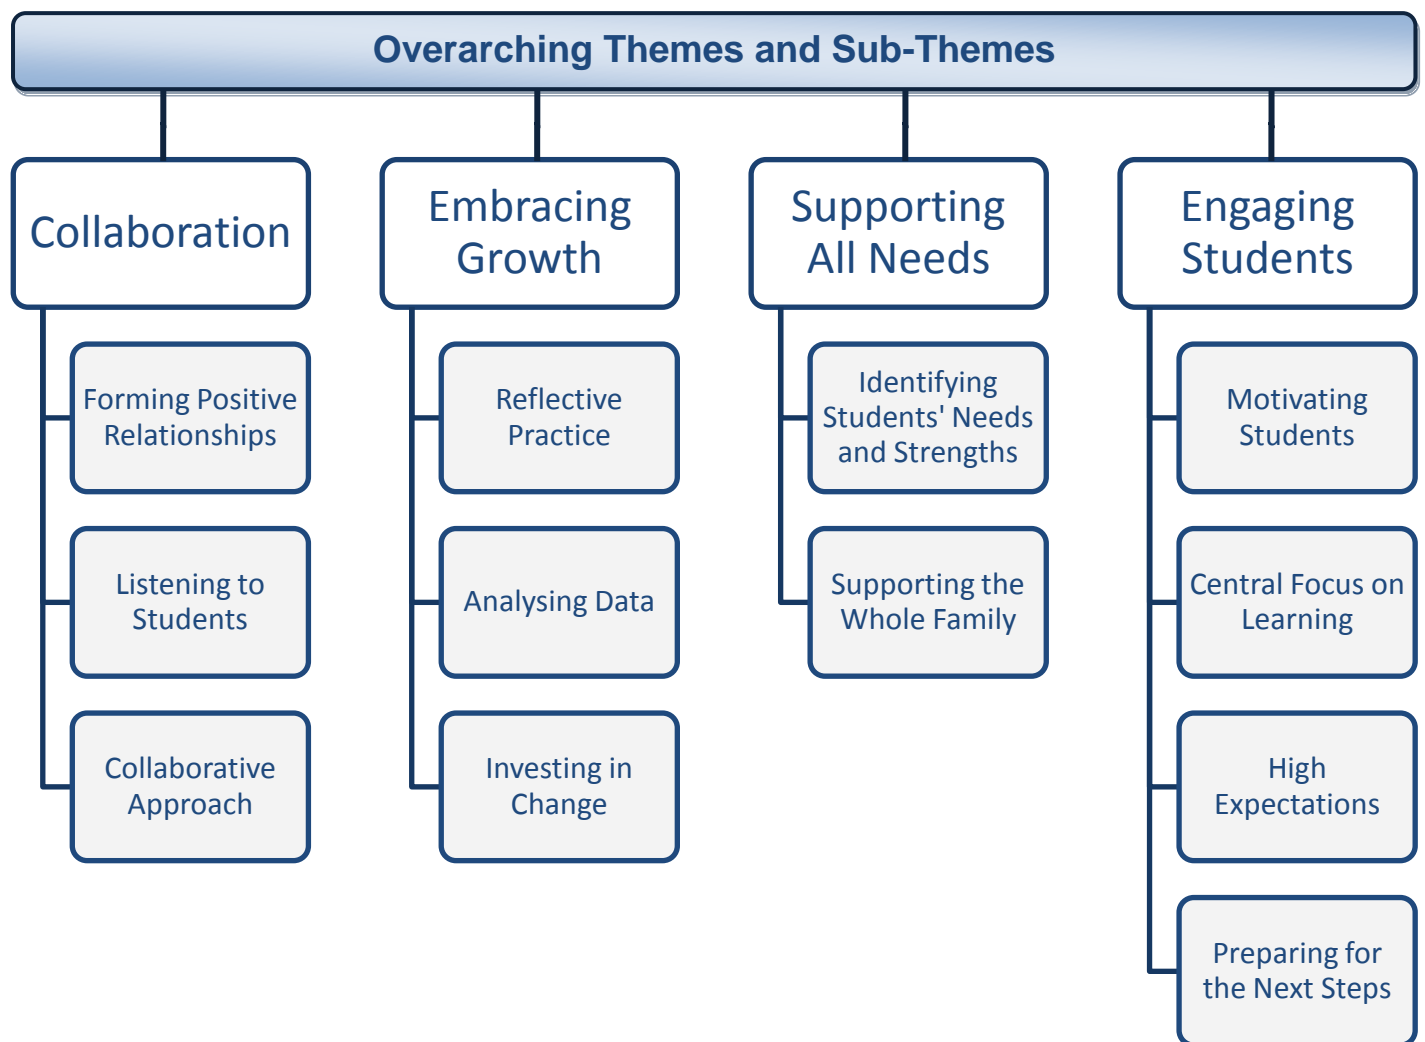 Overarching Themes and Sub-Themes
Collaboration
Forming Positive
Relationships
Listening to
Students
Collaborative
Approach
Embracing
Growth
Reflective
Practice
Analysing Data
Investing in
Change
Supporting
All Needs
Identifying
Students' Needs
and Strengths
Supporting the
Whole Family
Engaging
Students
Motivating
Students
Central Focus on
Learning
High
Expectations
Preparing for
the Next Steps